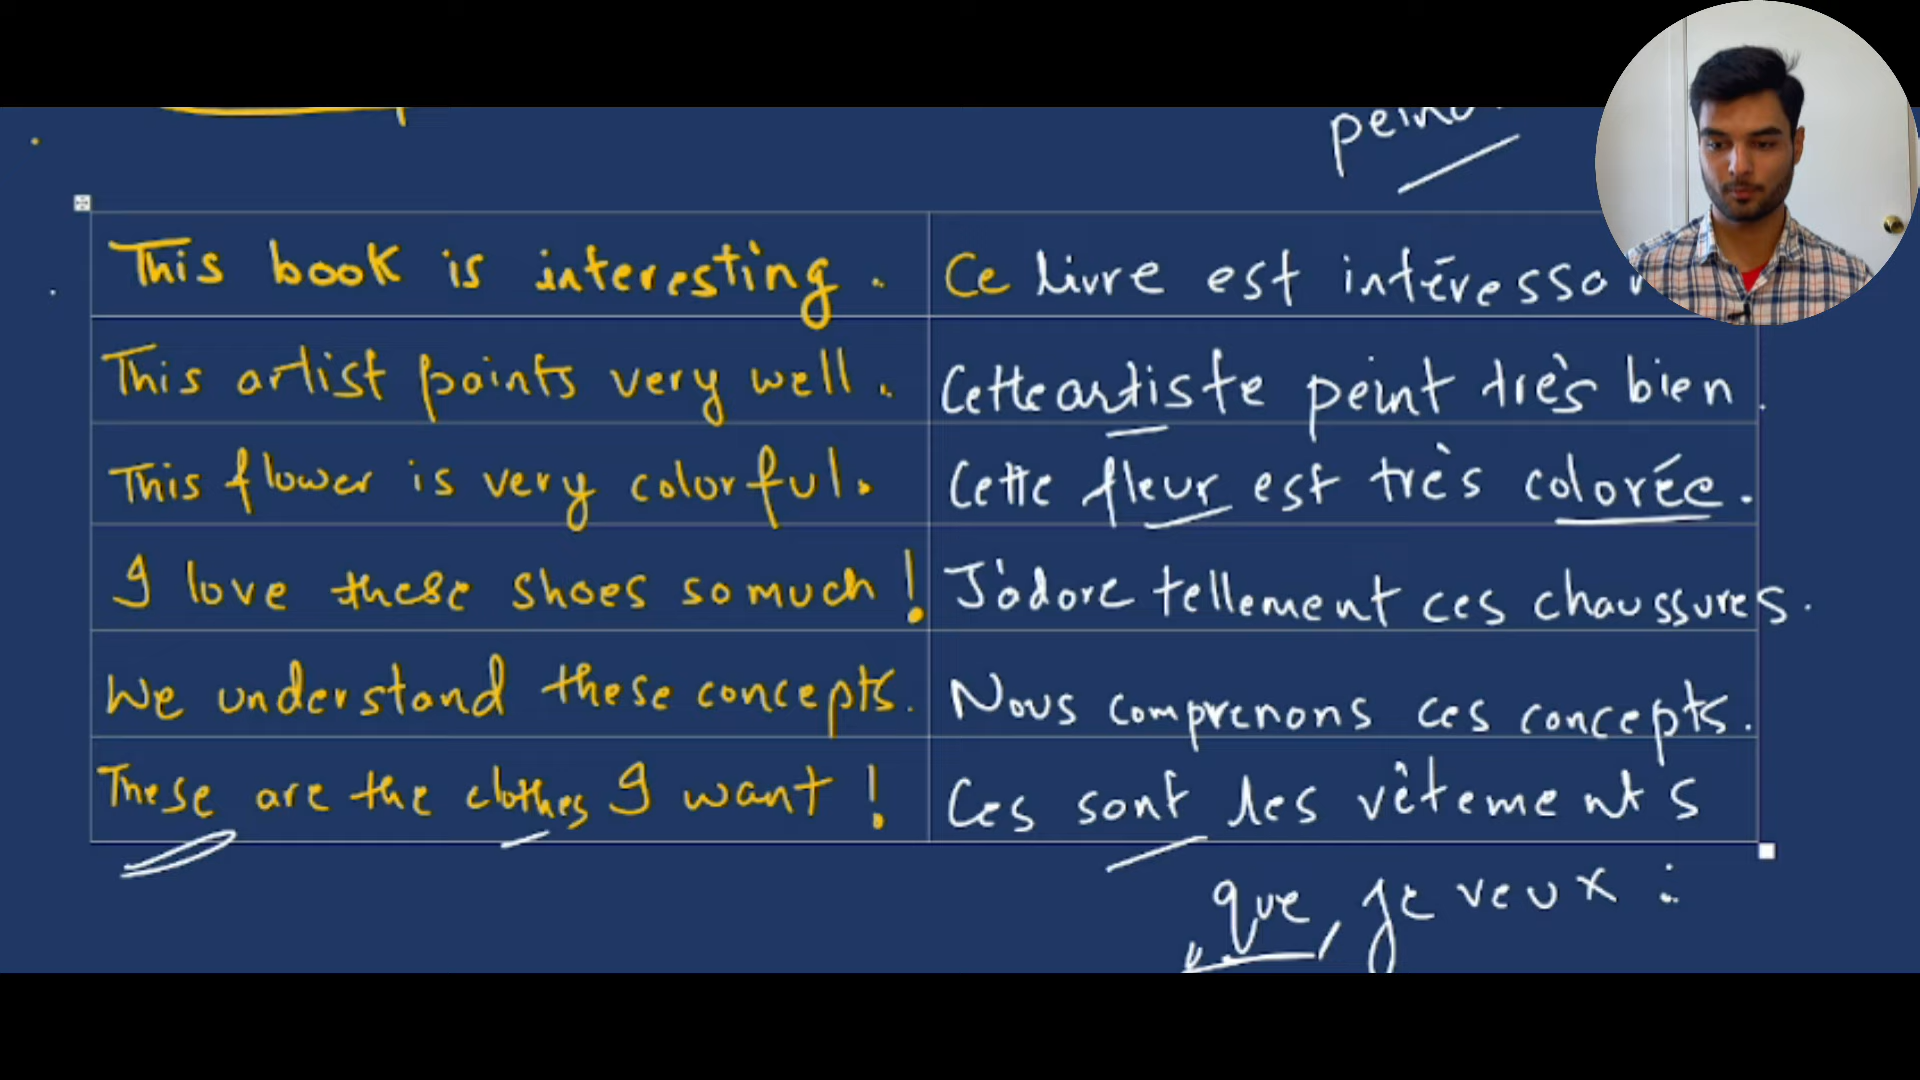 This book is interesting. Ce livre est
This artist paints very well. Cette artiste peint très bien.
This flower is very colorful. Cette fleur est très colorée.
I love these shoes so much! J'adore tellement ces chaussures.
We understand these concepts. Nous comprenons ces concepts.
These are the clothes I want! Ces sont les vêtements
que je veux